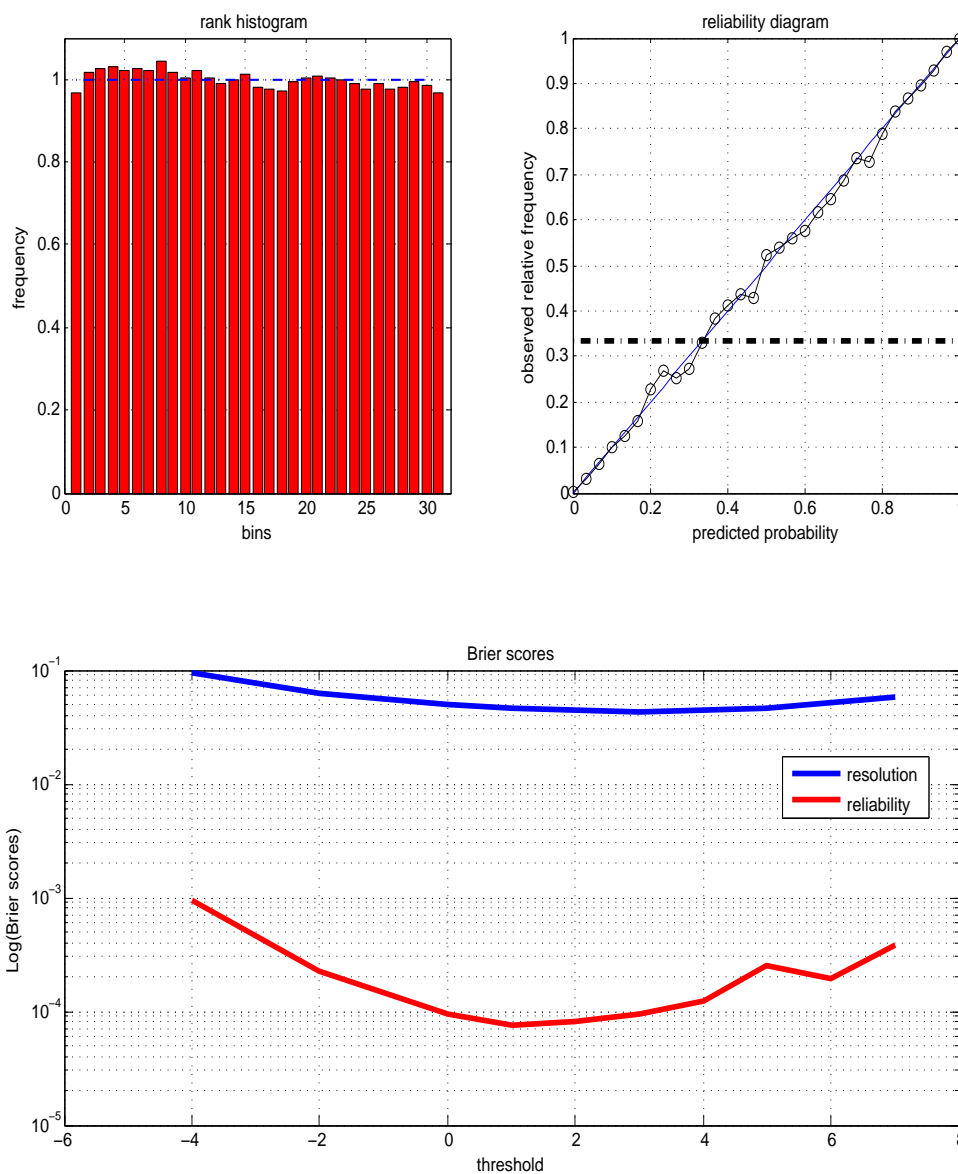 rank histogram
1
0.8
0.6
0.4
0.2
0
0 5 10 15 20 25 30
frequency
bins
reliability diagram
1
0.9
0.8
0.7
0.6
0.5
0.4
0.3
0.2
0.1
0
0 0.2 0.4 0.6 0.8 1
observed relative frequency
predicted probability
Brier scores
10^−1
10^−2
10^−3
10^−4
10^−5
−6 −4 −2 0 2 4 6 8
Log(Brier scores)
threshold
resolution
reliability